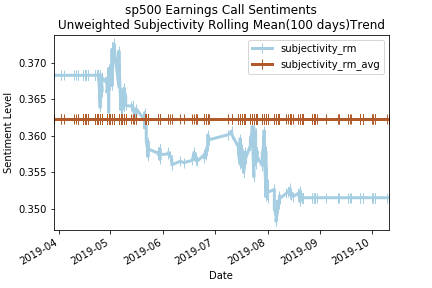 sp500 Earnings Call Sentiments
Unweighted Subjectivity Rolling Mean(100 days)Trend
subjectivity_rm
subjectivity_rm_avg
Sentiment Level
0.370
0.365
0.360
0.355
0.350
2019-04
2019-05
2019-06
2019-07
2019-08
2019-09
2019-10
Date